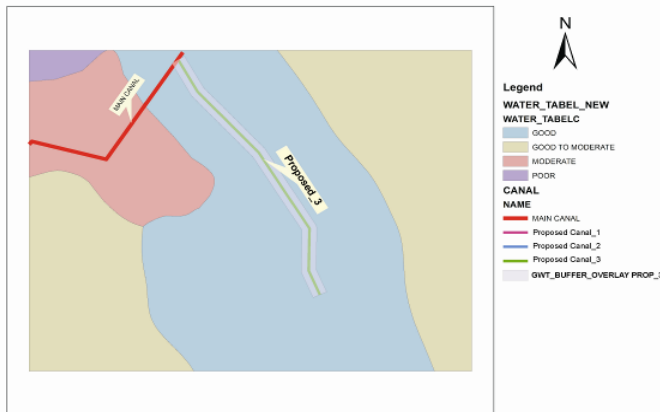 N
MAIN CANAL
Proposed_3
Legend
WATER_TABEL_NEW
WATER_TABELC
GOOD
GOOD TO MODERATE
MODERATE
POOR
CANAL
NAME
MAIN CANAL
Proposed Canal_1
Proposed Canal_2
Proposed Canal_3
GWT_BUFFER_OVERLAY PROP_